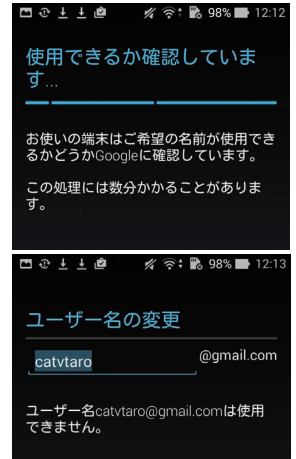 98% 12:12
使用できるか確認していま
す...
お使いの端末はご希望の名前が使用でき
るかどうかGoogleに確認しています。
この処理には数分かかることがありま
す。
98% 12:13
ユーザー名の変更
catvtaro @gmail.com
ユーザー名catvtaro@gmail.comは使用
できません。